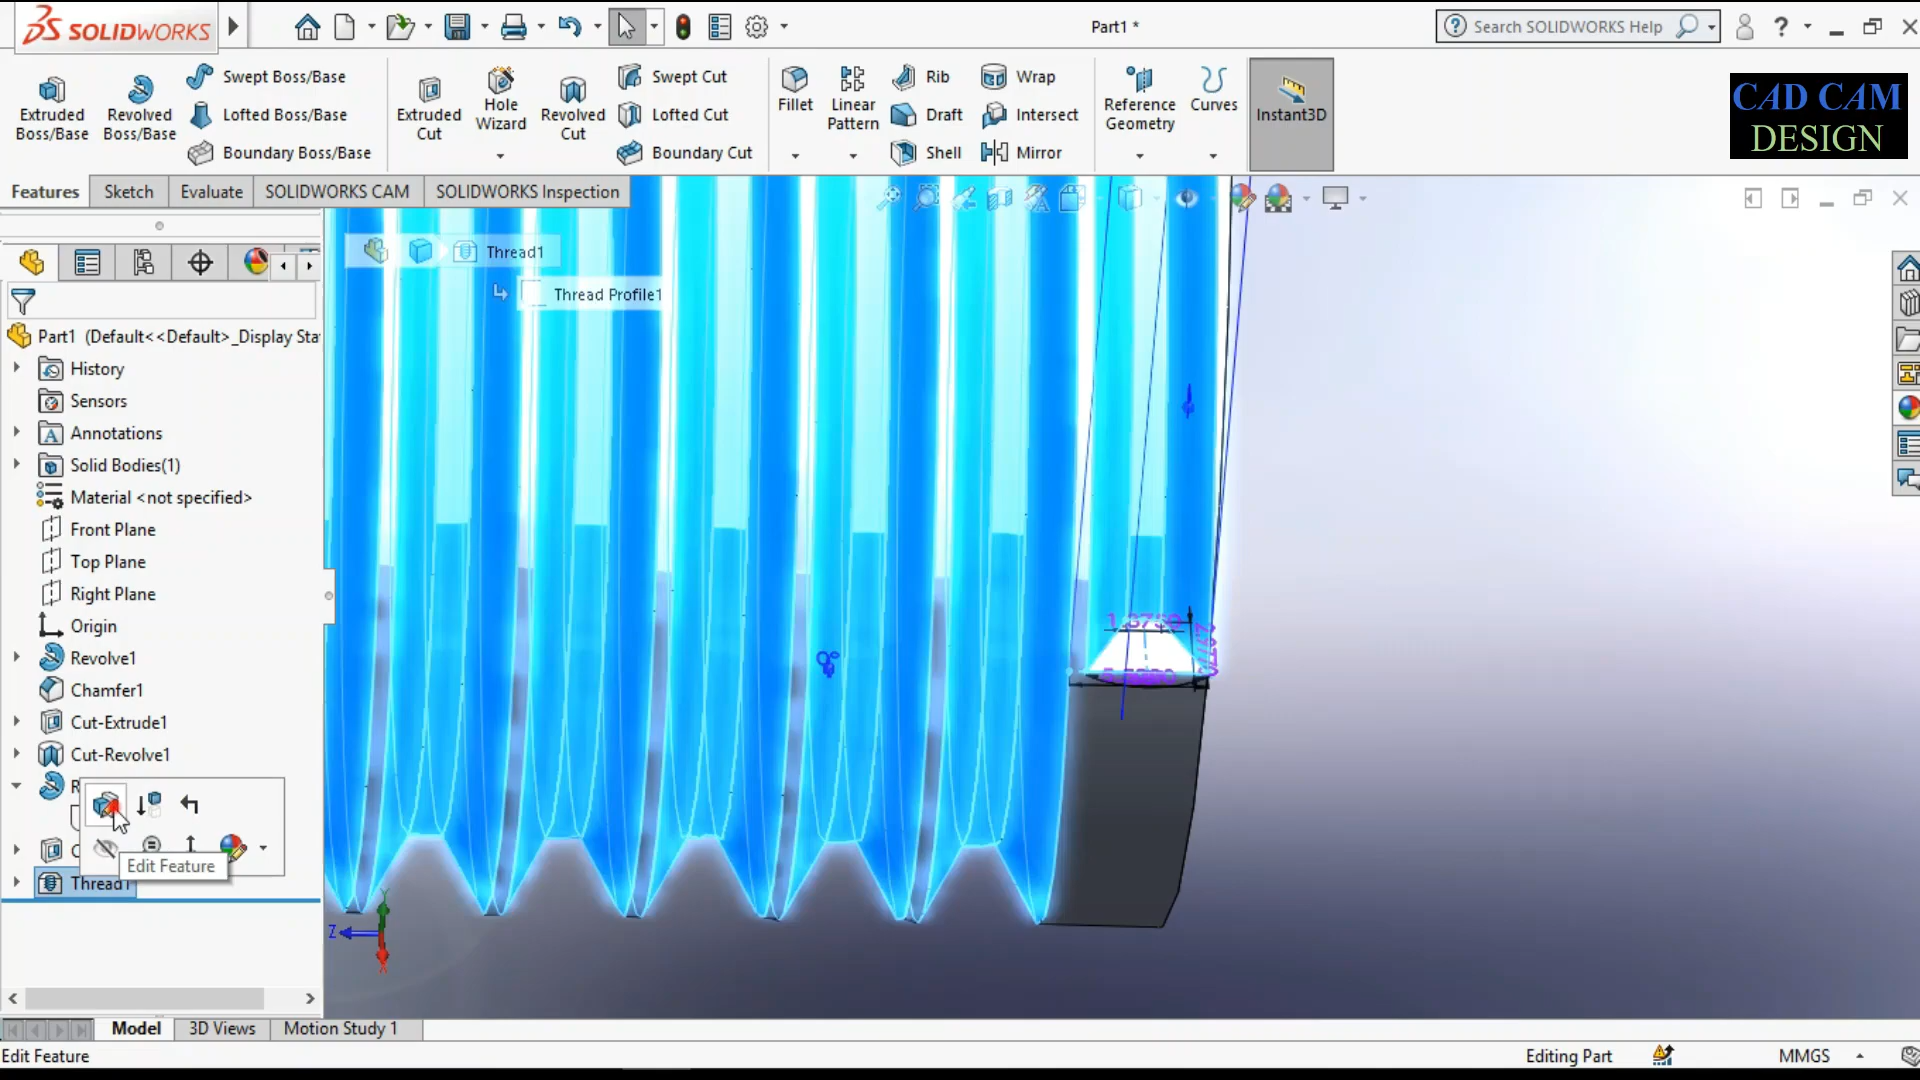 SOLIDWORKS
Part1 *
Search SOLIDWORKS Help
Extruded
Boss/Base
Revolved
Boss/Base
Swept Boss/Base
Lofted Boss/Base
Boundary Boss/Base
Extruded
Cut
Hole
Wizard
Revolved
Cut
Swept Cut
Lofted Cut
Boundary Cut
Fillet
Linear
Pattern
Rib
Draft
Shell
Wrap
Intersect
Mirror
Reference
Geometry
Curves
Instant3D
CAD CAM
DESIGN
Features
Sketch
Evaluate
SOLIDWORKS CAM
SOLIDWORKS Inspection
Thread1
Thread Profile1
Part1 (Default<<Default>_Display Sta
History
Sensors
Annotations
Solid Bodies(1)
Material <not specified>
Front Plane
Top Plane
Right Plane
Origin
Revolve1
Chamfer1
Cut-Extrude1
Cut-Revolve1
Edit Feature
Thread1
Y
Z
X
Model
3D Views
Motion Study 1
Edit Feature
Editing Part
MMGS